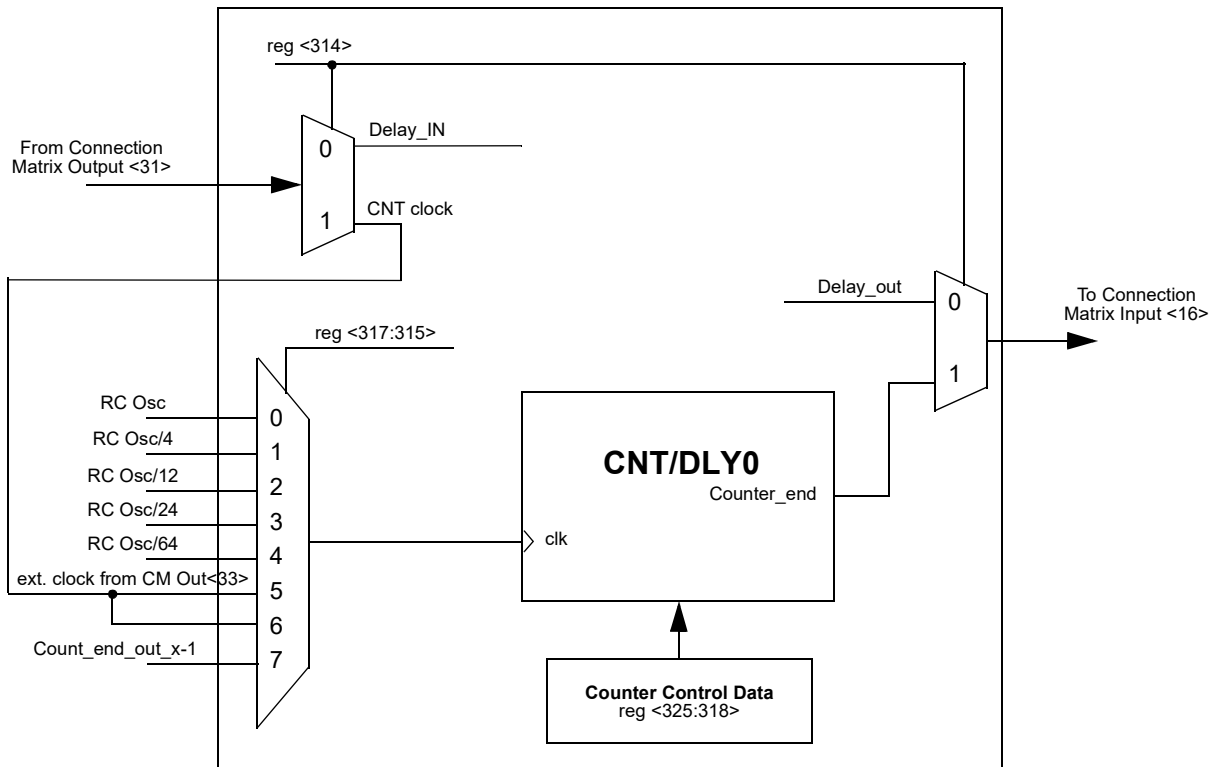 reg <314>
Delay_IN
From Connection
Matrix Output <31>
0
1
CNT clock
Delay_out
0
1
To Connection
Matrix Input <16>
reg <317:315>
RC Osc
RC Osc/4
RC Osc/12
RC Osc/24
RC Osc/64
ext. clock from CM Out<33>
Count_end_out_x-1
0
1
2
3
4
5
6
7
CNT/DLY0
Counter_end
clk
Counter Control Data
reg <325:318>